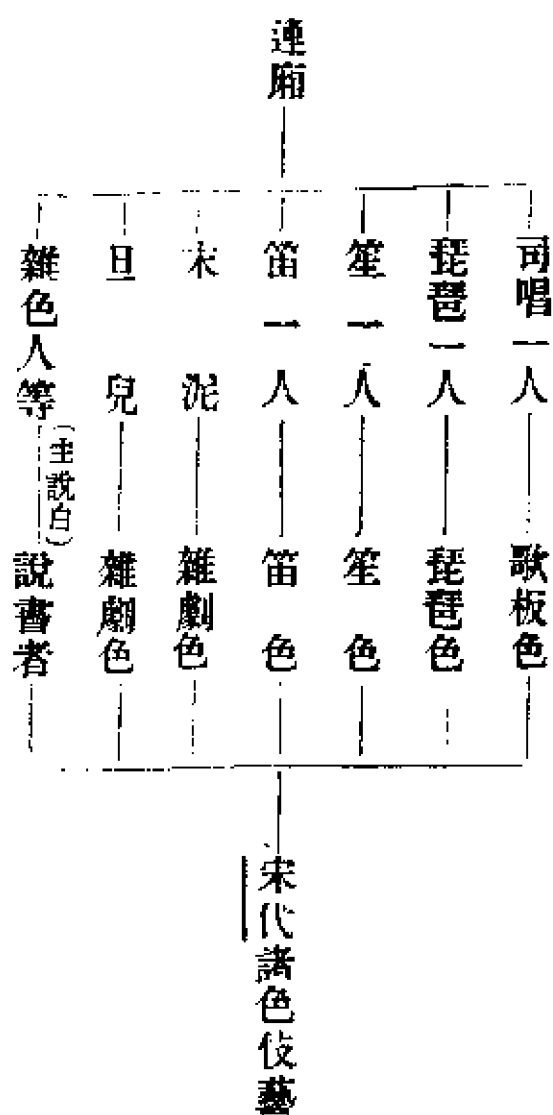 連廂
司唱一人
琵琶一人
笙一人
笛一人
末泥
旦兒
雜色人等
(主說白)
歌板色
琵琶色
笙色
笛色
雜劇色
雜劇色
說書者
宋代諸色伎藝